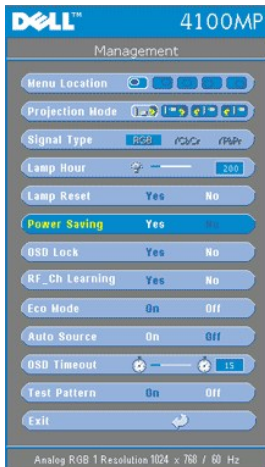 DELL™ 4100MP
Management
Menu Location
Projection Mode
Signal Type RGB YCbCr YPbPr
Lamp Hour 200
Lamp Reset Yes No
Power Saving Yes No
OSD Lock Yes No
RF_Ch Learning Yes No
Eco Mode On Off
Auto Source On Off
OSD Timeout 15
Test Pattern On Off
Exit
Analog RGB 1 Resolution 1024 x 768 / 60 Hz